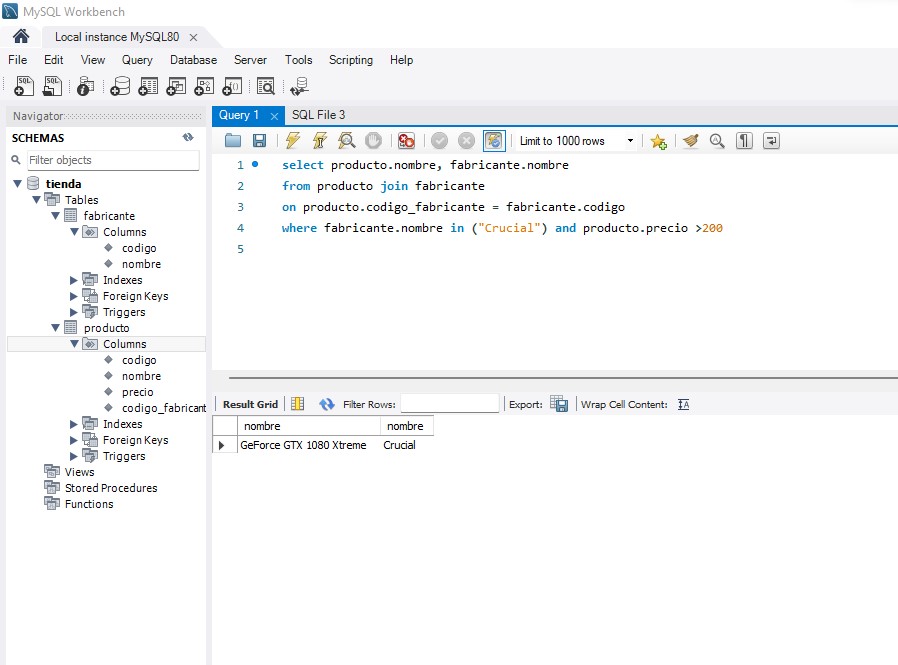 MySQL Workbench
Local instance MySQL80
File Edit View Query Database Server Tools Scripting Help
Navigator
SCHEMAS
Filter objects
tienda
Tables
fabricante
Columns
codigo
nombre
Indexes
Foreign Keys
Triggers
producto
Columns
codigo
nombre
precio
codigo_fabricant
Indexes
Foreign Keys
Triggers
Views
Stored Procedures
Functions
Query 1 SQL File 3
Limit to 1000 rows
1 select producto.nombre, fabricante.nombre
2 from producto join fabricante
3 on producto.codigo_fabricante = fabricante.codigo
4 where fabricante.nombre in ("Crucial") and producto.precio >200
5
Result Grid Filter Rows: Export: Wrap Cell Content:
nombre nombre
GeForce GTX 1080 Xtreme Crucial